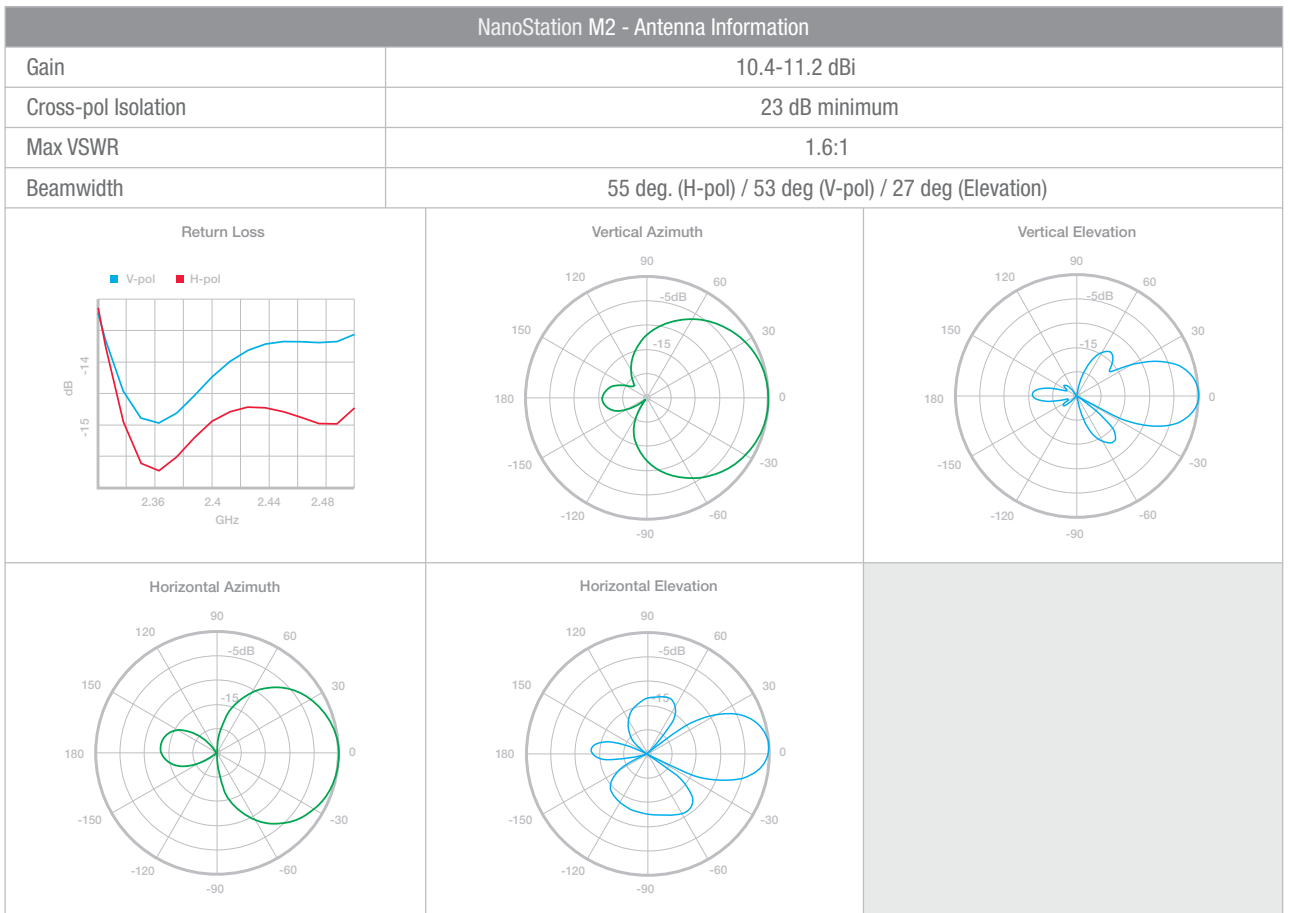 NanoStation M2 - Antenna Information
Gain 10.4-11.2 dBi
Cross-pol Isolation 23 dB minimum
Max VSWR 1.6:1
Beamwidth 55 deg. (H-pol) / 53 deg (V-pol) / 27 deg (Elevation)
Return Loss
V-pol H-pol
-14
dB
-15
2.36 2.4 2.44 2.48
GHz
Vertical Azimuth
90
120 60
-5dB
150 30
-15
180 0
-150 -30
-120 -60
-90
Vertical Elevation
90
120 60
-5dB
150 30
-15
180 0
-150 -30
-120 -60
-90
Horizontal Azimuth
90
120 60
-5dB
150 30
-15
180 0
-150 -30
-120 -60
-90
Horizontal Elevation
90
120 60
-5dB
150 30
-15
180 0
-150 -30
-120 -60
-90